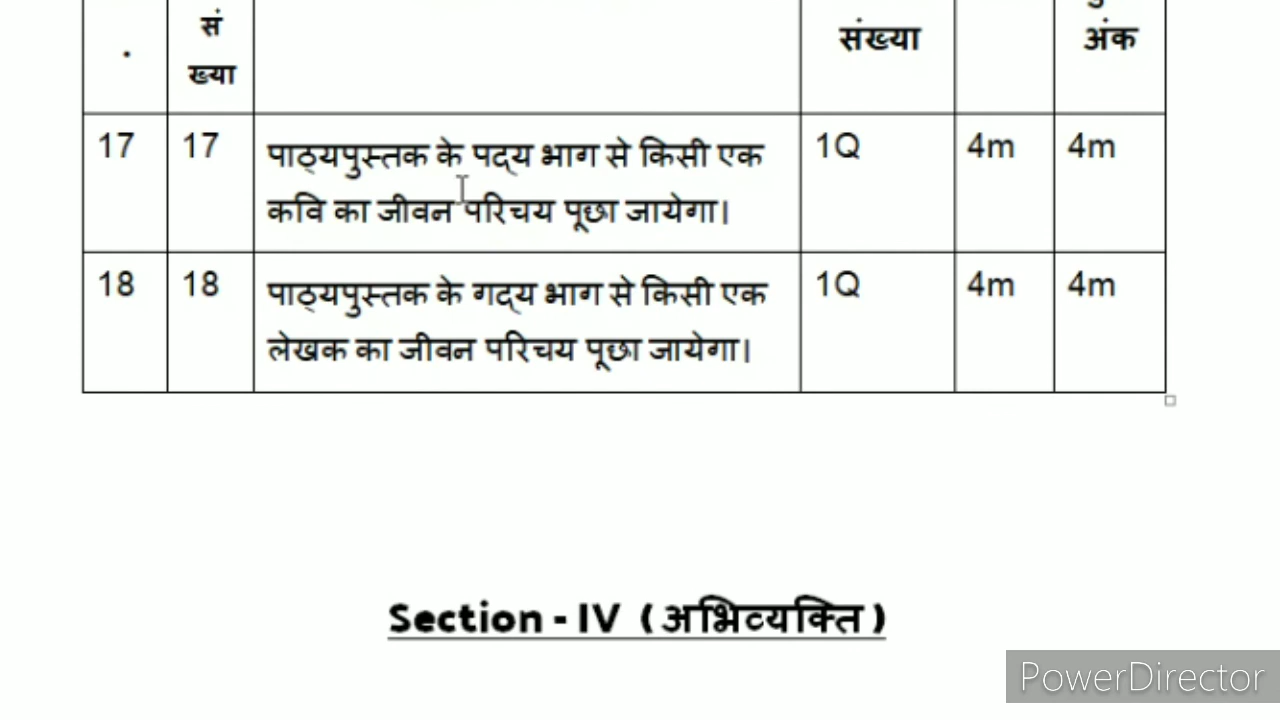 सं
ख्या
.
संख्या
अंक
17 17 पाठ्यपुस्तक के पद्य भाग से किसी एक 1Q 4m 4m
कवि का जीवन परिचय पूछा जायेगा।
18 18 पाठ्यपुस्तक के गद्य भाग से किसी एक 1Q 4m 4m
लेखक का जीवन परिचय पूछा जायेगा।
Section - IV (अभिव्यक्ति)
PowerDirector